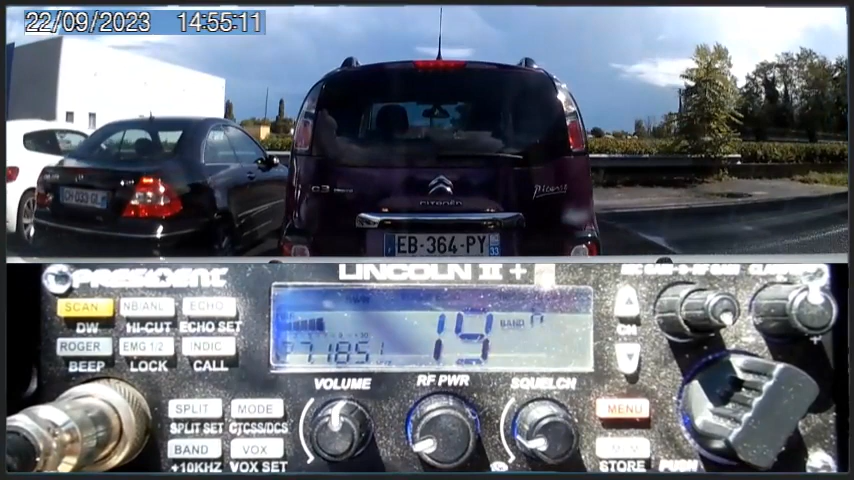 22/09/2023 14:55:11
C3
Picasso
CITROËN
EB-364-PY
33
PRESIDENT
LINCOLN II +
SCAN NB/ANL ECHO
DW HI-CUT ECHO SET
ROGER EMG 1/2 INDIC
BEEP LOCK CALL
19 BAND
CH
VOLUME RF PWR SQUELCH
SPLIT MODE
SPLIT SET CTCSS/DCS
BAND VOX
+10KHZ VOX SET
MENU
STORE PUSH